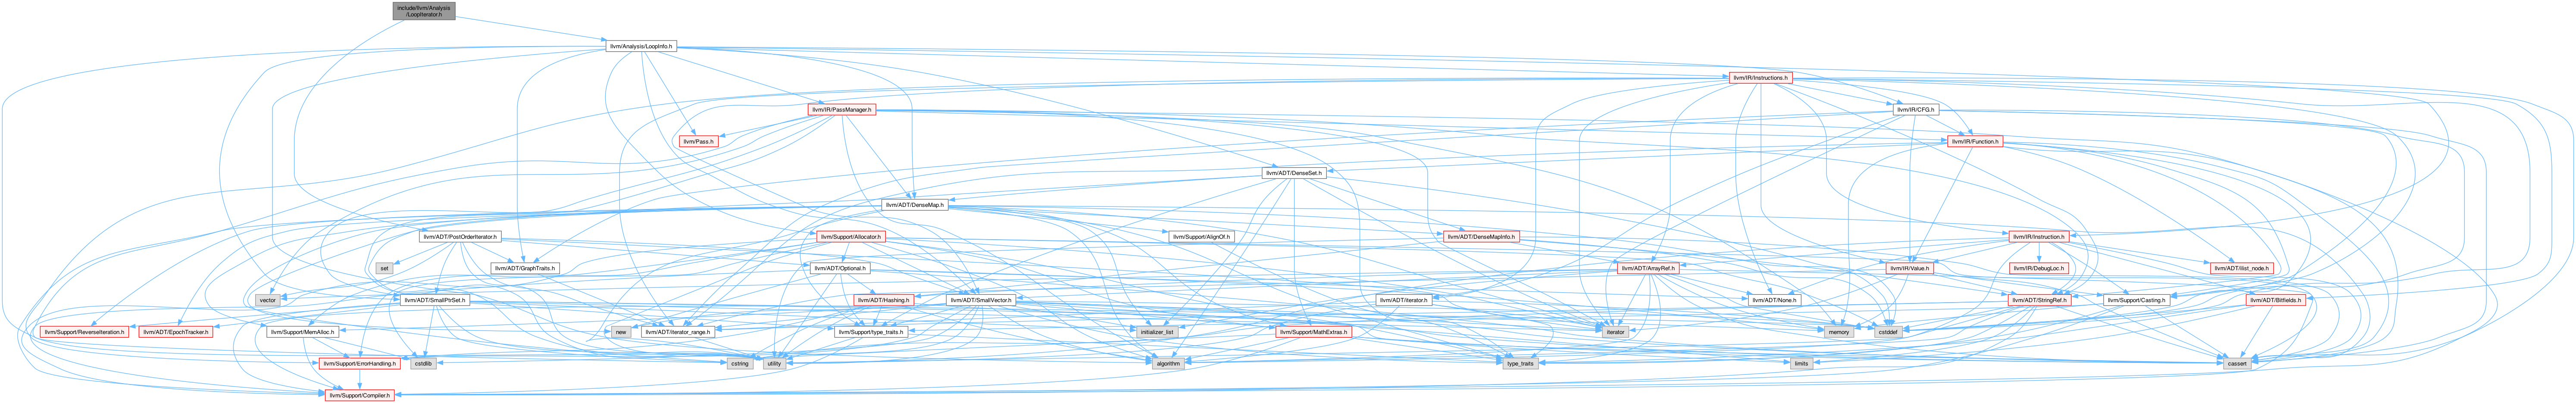 include/llvm/Analysis
/LoopIterator.h
llvm/Analysis/LoopInfo.h
llvm/IR/Instructions.h
llvm/IR/PassManager.h
llvm/IR/CFG.h
llvm/Pass.h
llvm/IR/Function.h
llvm/ADT/DenseSet.h
llvm/ADT/DenseMap.h
llvm/ADT/PostOrderIterator.h
llvm/Support/Allocator.h
llvm/Support/AlignOf.h
llvm/ADT/DenseMapInfo.h
llvm/IR/Instruction.h
set
llvm/ADT/GraphTraits.h
llvm/ADT/Optional.h
llvm/ADT/ArrayRef.h
llvm/IR/Value.h
llvm/IR/DebugLoc.h
llvm/ADT/ilist_node.h
vector
llvm/ADT/SmallPtrSet.h
llvm/ADT/Hashing.h
llvm/ADT/SmallVector.h
llvm/ADT/iterator.h
llvm/ADT/None.h
llvm/ADT/StringRef.h
llvm/Support/Casting.h
llvm/ADT/Bitfields.h
llvm/Support/ReverseIteration.h
llvm/ADT/EpochTracker.h
llvm/Support/MemAlloc.h
new
llvm/ADT/iterator_range.h
llvm/Support/type_traits.h
initializer_list
llvm/Support/MathExtras.h
iterator
memory
cstddef
llvm/Support/ErrorHandling.h
cstdlib
cstring
utility
algorithm
type_traits
limits
cassert
llvm/Support/Compiler.h